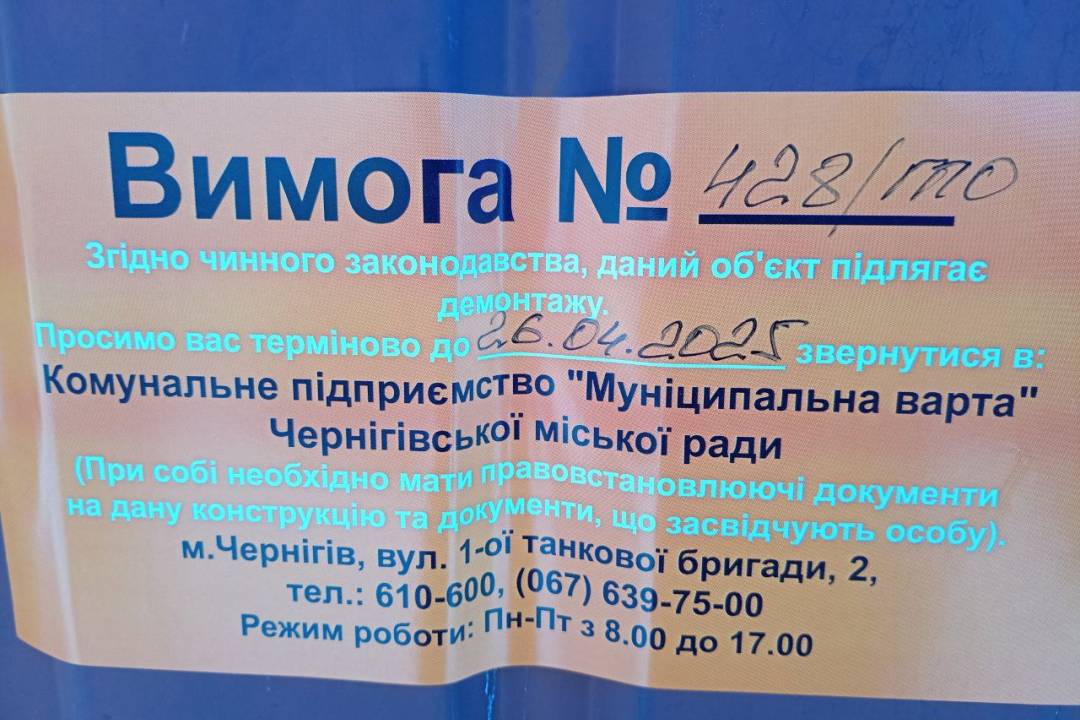 Вимога № 428/то
Згідно чинного законодавства, даний об'єкт підлягає
демонтажу.
Просимо вас терміново до 26.04.2025 звернутися в:
Комунальне підприємство "Муніципальна варта"
Чернігівської міської ради
(При собі необхідно мати правовстановлюючі документи
на дану конструкцію та документи, що засвідчують особу).
м.Чернігів, вул. 1-ої танкової бригади, 2,
тел.: 610-600, (067) 639-75-00
Режим роботи: Пн-Пт з 8.00 до 17.00